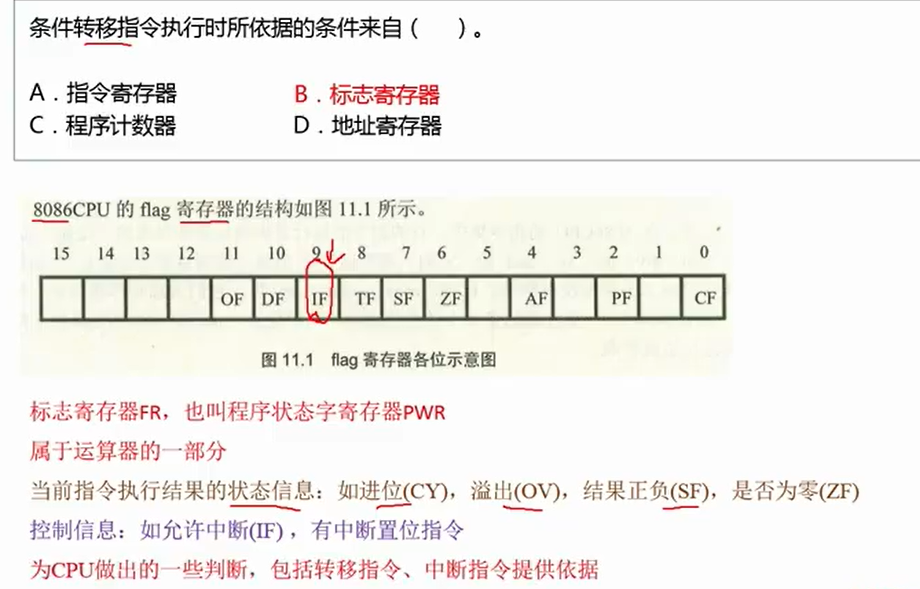 条件转移指令执行时所依据的条件来自（ ）。
A．指令寄存器 B．标志寄存器
C．程序计数器 D．地址寄存器
8086CPU 的 flag 寄存器的结构如图 11.1 所示。
15 14 13 12 11 10 9 8 7 6 5 4 3 2 1 0
OF DF IF TF SF ZF AF PF CF
图 11.1 flag 寄存器各位示意图
标志寄存器FR，也叫程序状态字寄存器PWR
属于运算器的一部分
当前指令执行结果的状态信息：如进位(CY)，溢出(OV)，结果正负(SF)，是否为零(ZF)
控制信息：如允许中断(IF) ，有中断置位指令
为CPU做出的一些判断，包括转移指令、中断指令提供依据